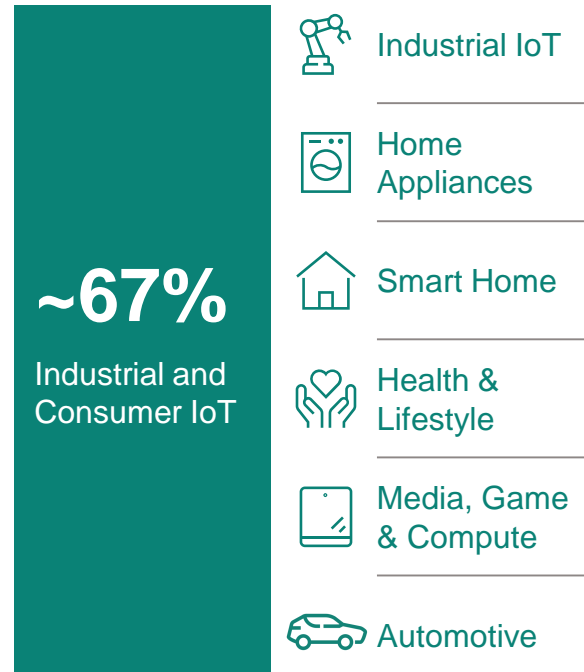 ~67%
Industrial and
Consumer IoT
Industrial IoT
Home
Appliances
Smart Home
Health &
Lifestyle
Media, Game
& Compute
Automotive